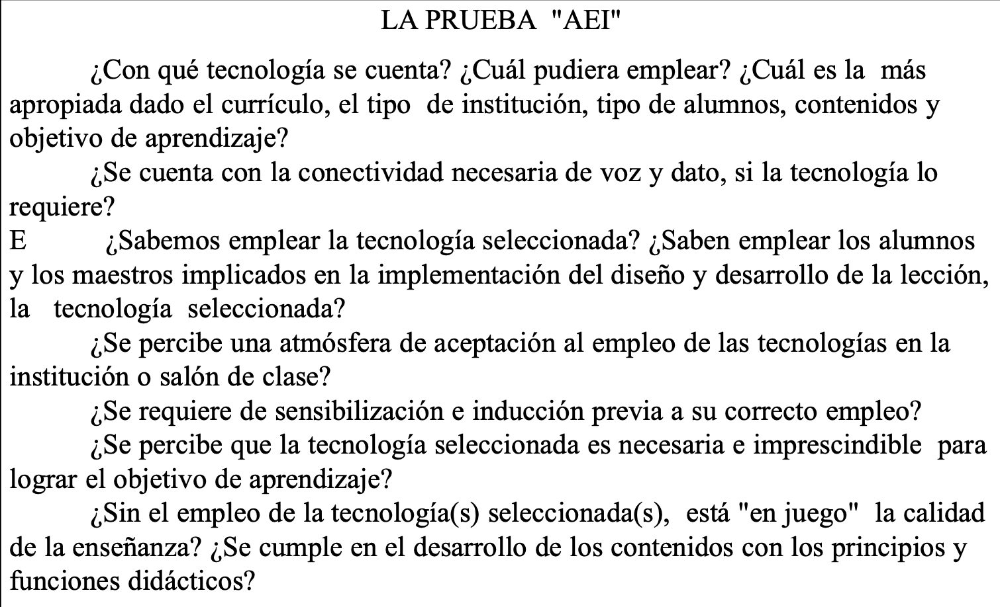 LA PRUEBA "AEI"
¿Con qué tecnología se cuenta? ¿Cuál pudiera emplear? ¿Cuál es la más
apropiada dado el currículo, el tipo de institución, tipo de alumnos, contenidos y
objetivo de aprendizaje?
¿Se cuenta con la conectividad necesaria de voz y dato, si la tecnología lo
requiere?
E ¿Sabemos emplear la tecnología seleccionada? ¿Saben emplear los alumnos
y los maestros implicados en la implementación del diseño y desarrollo de la lección,
la tecnología seleccionada?
¿Se percibe una atmósfera de aceptación al empleo de las tecnologías en la
institución o salón de clase?
¿Se requiere de sensibilización e inducción previa a su correcto empleo?
¿Se percibe que la tecnología seleccionada es necesaria e imprescindible para
lograr el objetivo de aprendizaje?
¿Sin el empleo de la tecnología(s) seleccionada(s), está "en juego" la calidad
de la enseñanza? ¿Se cumple en el desarrollo de los contenidos con los principios y
funciones didácticos?